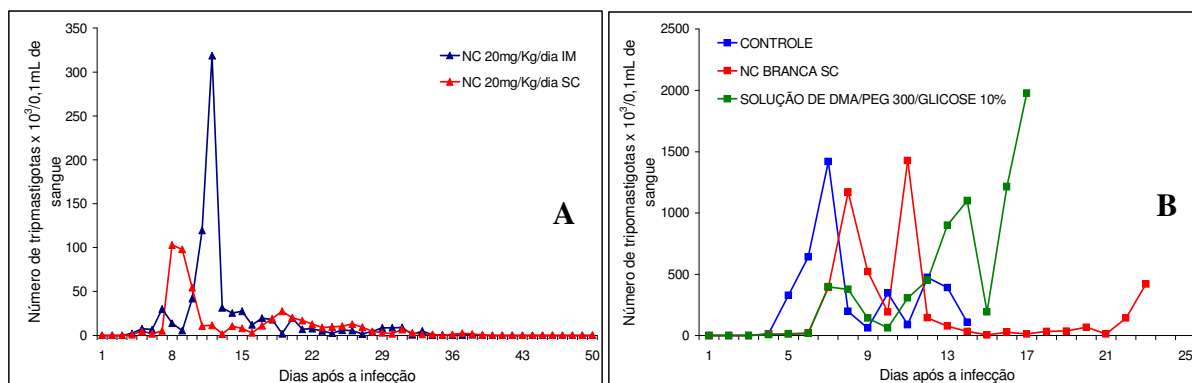 Número de tripmastigotas x 10³/0,1mL de
sangue
350
300
250
200
150
100
50
0
1 8 15 22 29 36 43 50
Dias após a infecção
NC 20mg/Kg/dia IM
NC 20mg/Kg/dia SC
A
Número de tripomastigotas x 10³/0,1mL de
sangue
2500
2000
1500
1000
500
0
1 5 9 13 17 21 25
Dias após a infecção
CONTROLE
NC BRANCA SC
SOLUÇÃO DE DMA/PEG 300/GLICOSE 10%
B